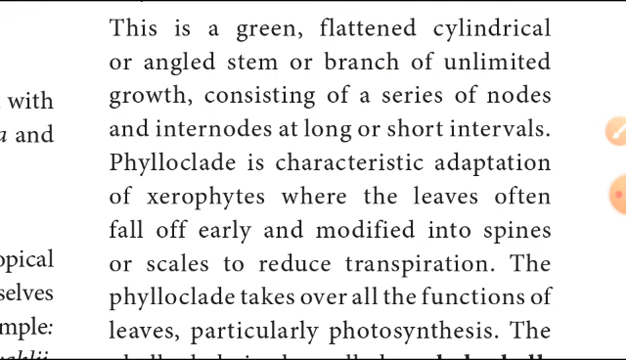 with
a and
opical
selves
mple:
This is a green, flattened cylindrical
or angled stem or branch of unlimited
growth, consisting of a series of nodes
and internodes at long or short intervals.
Phylloclade is characteristic adaptation
of xerophytes where the leaves often
fall off early and modified into spines
or scales to reduce transpiration. The
phylloclade takes over all the functions of
leaves, particularly photosynthesis. The